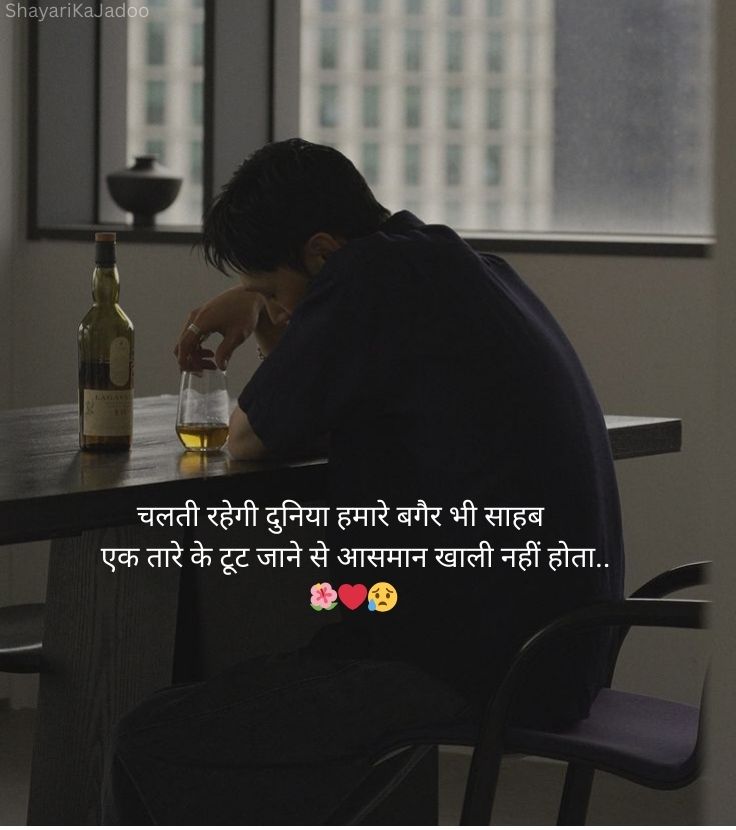 ShayariKaJadoo
चलती रहेगी दुनिया हमारे बगैर भी साहब
एक तारे के टूट जाने से आसमान खाली नहीं होता..
🌺❤️😥